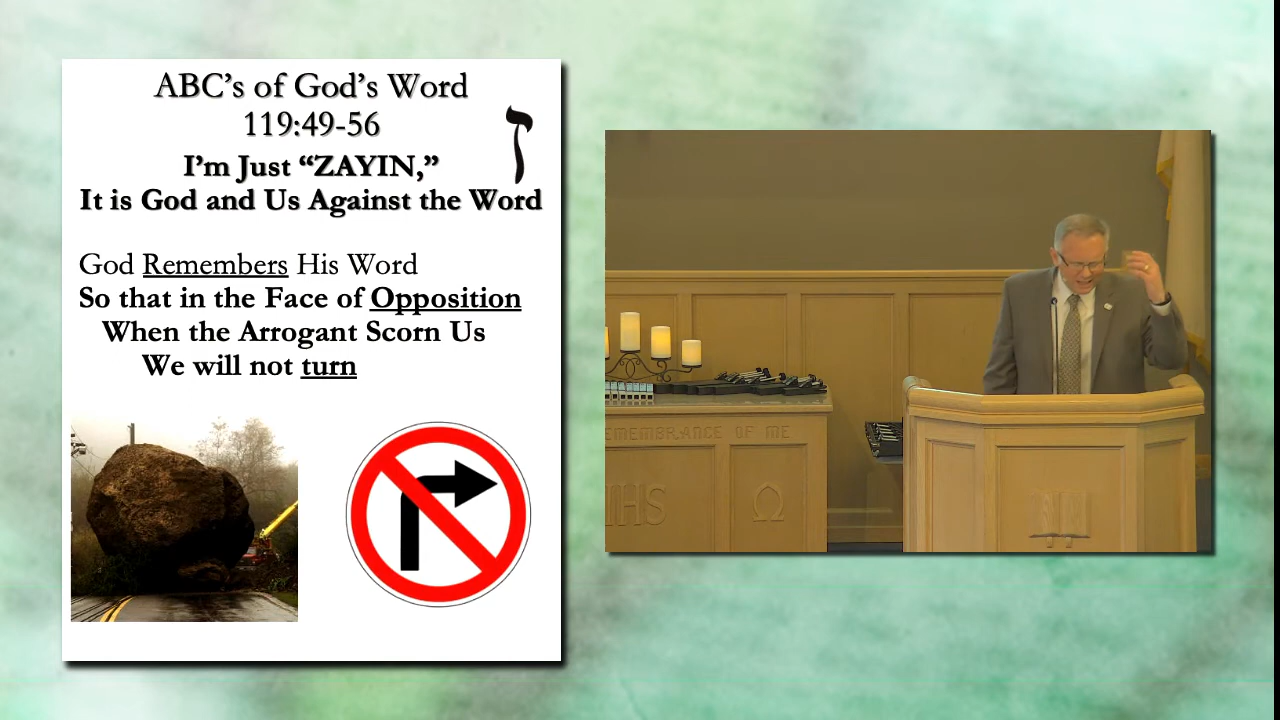 ABC’s of God’s Word
119:49-56
ז
I’m Just “ZAYIN,”
It is God and Us Against the Word
God Remembers His Word
So that in the Face of Opposition
When the Arrogant Scorn Us
We will not turn
EMEMBRANCE OF ME
IHS
Ω